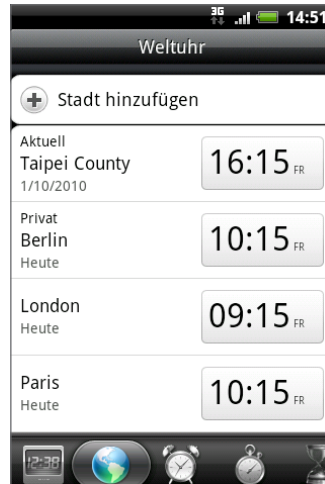 3G 14:51
Weltuhr
Stadt hinzufügen
Aktuell
Taipei County
1/10/2010
16:15 FR
Privat
Berlin
Heute
10:15 FR
London
Heute
09:15 FR
Paris
Heute
10:15 FR
12:38